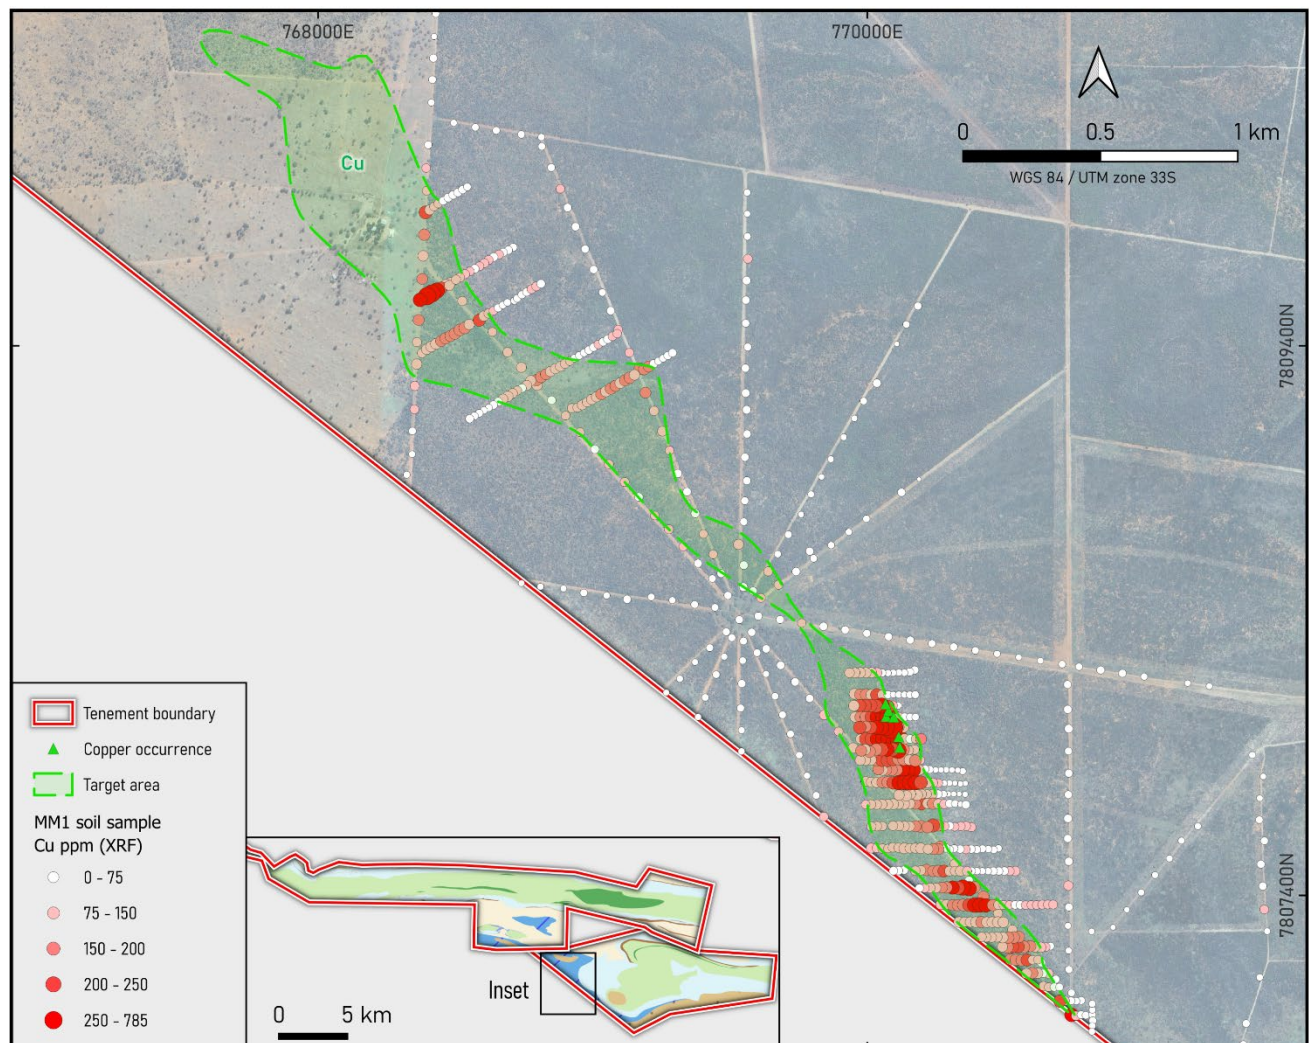 768000E
770000E
0 0.5 1 km
WGS 84 / UTM zone 33S
Cu
7809400N
7807400N
Tenement boundary
Copper occurrence
Target area
MM1 soil sample
Cu ppm (XRF)
0 - 75
75 - 150
150 - 200
200 - 250
250 - 785
Inset
0 5 km